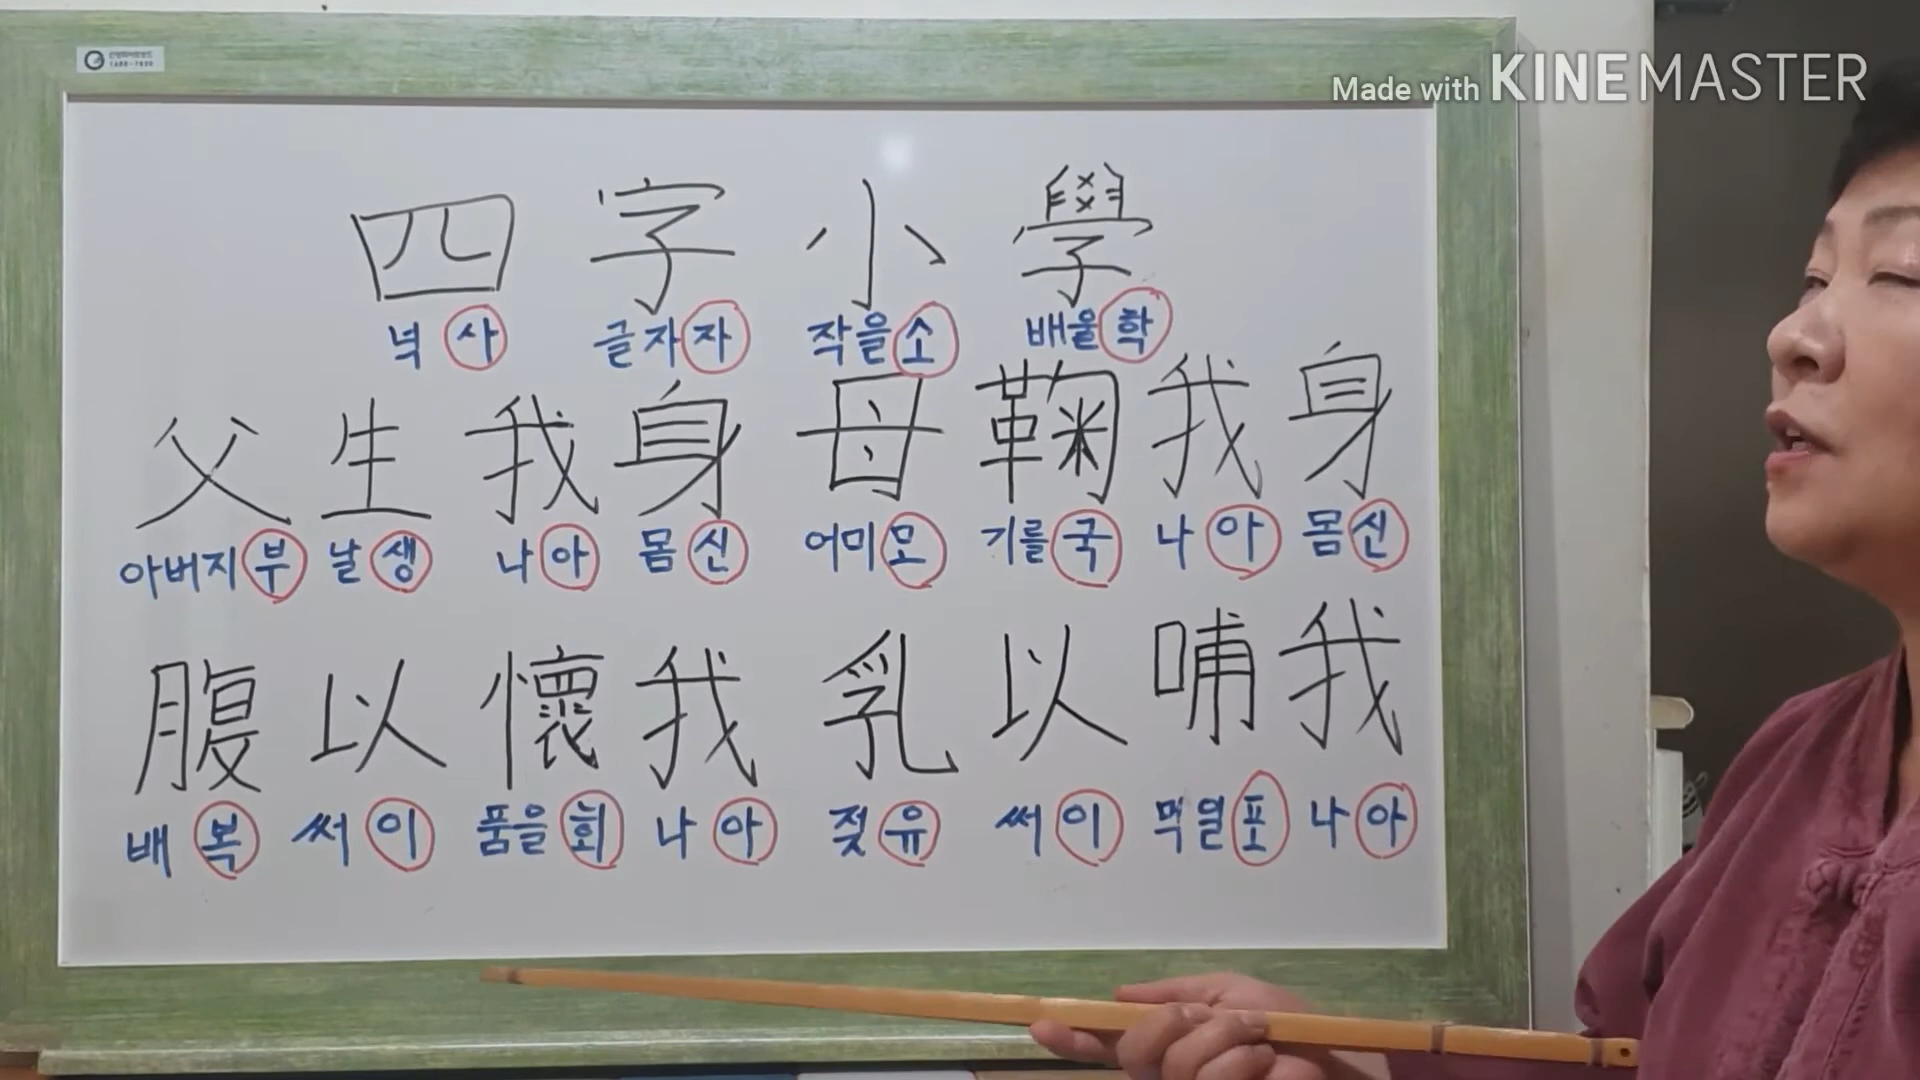 Made with KINEMASTER
四 字 小 學
넉 사 글자 자 작을 소 배울 학
父 生 我 身 母 鞠 我 身
아버지 부 날 생 나 아 몸 신 어미 모 기를 국 나 아 몸 신
腹 以 懷 我 乳 以 哺 我
배 복 써 이 품을 회 나 아 젖 유 써 이 먹일 포 나 아